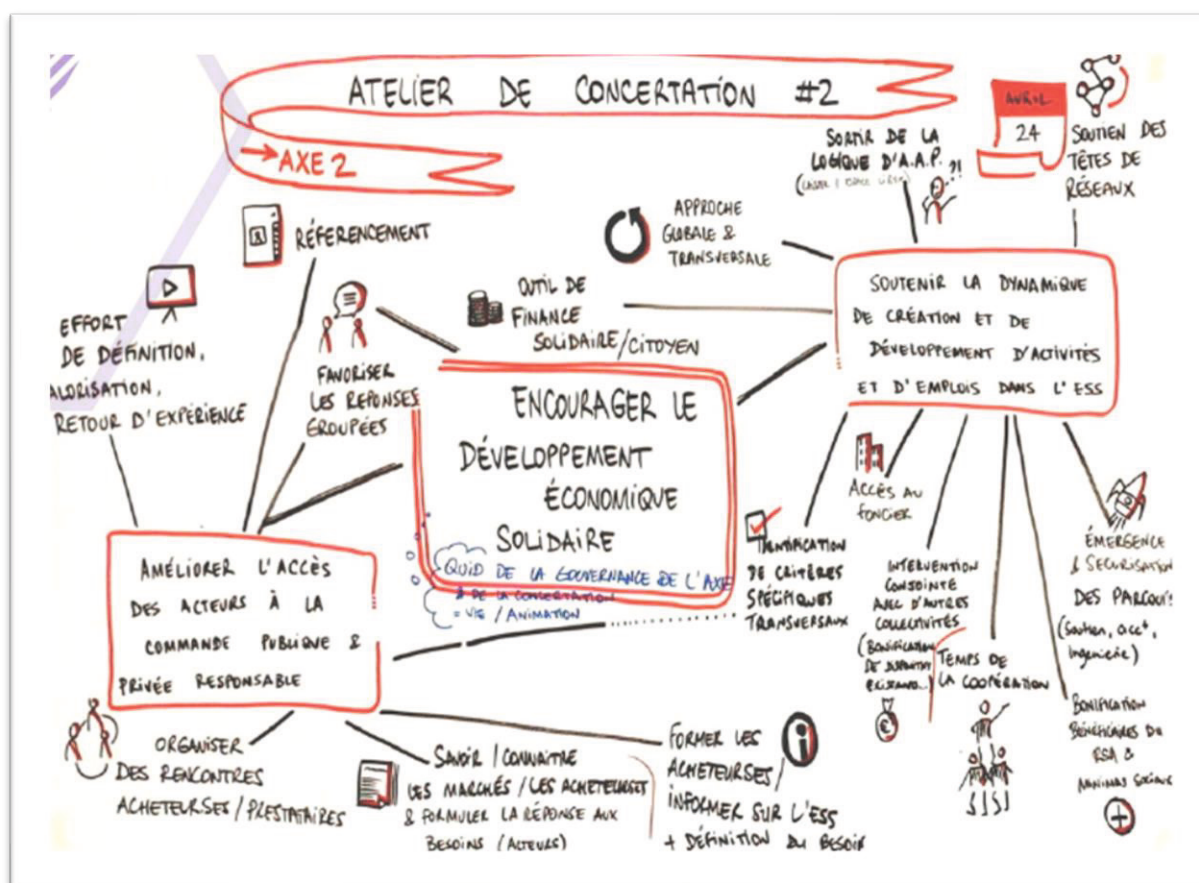 ATELIER DE CONCERTATION #2
→ AXE 2
AVRIL
24
SOUTIEN DES
TÊTES DE
RÉSEAUX
SORTIR DE LA
LOGIQUE D'A.A.P.
?!
APPROCHE
GLOBALE &
TRANSVERSALE
OUTIL DE
FINANCE
SOLIDAIRE/CITOYEN
SOUTENIR LA DYNAMIQUE
DE CRÉATION ET DE
DÉVELOPPEMENT D'ACTIVITÉS
ET D'EMPLOIS DANS L'ESS
RÉFERENCEMENT
EFFORT
DE DÉFINITION,
ALORISATION,
RETOUR D'EXPÉRIENCE
FAVORISER
LES REPONSES
GROUPÉES
ENCOURAGER LE
DÉVELOPPEMENT
ÉCONOMIQUE
SOLIDAIRE
QUID DE LA GOUVERNANCE DE L'AXE
& DE LA CONCERTATION
= VIE / ANIMATION
AMÉLIORER L'ACCÈS
DES ACTEURS À LA
COMMANDE PUBLIQUE &
PRIVÉE RESPONSABLE
IDENTIFICATION
DE CRITÈRES
SPÉCIFIQUES
TRANSVERSAUX
ACCÈS AU
FONCIER
INTERVENTION
CONJOINTE
AVEC D'AUTRES
COLLECTIVITÉS
(BONIFICATION
DE
TEMPS DE
LA COOPÉRATION
ÉMERGENCE
& SECURISATION
DES PARCOURS
(Soutien, acc*,
Ingénierie)
BONIFICATION
BÉNÉFICIAIRES DU
RSA &
MINIMAS SOCIAUX
ORGANISER
DES RENCONTRES
ACHETEURSES/PRESTATAIRES
SAVOIR / CONNAÎTRE
LES MARCHÉS / LES ACHETEURSES
& FORMULER LA RÉPONSE AUX
BESOINS (ACTEURS)
FORMER LES
ACHETEURSES/
INFORMER SUR L'ESS
+ DÉFINITION DU BESOIN